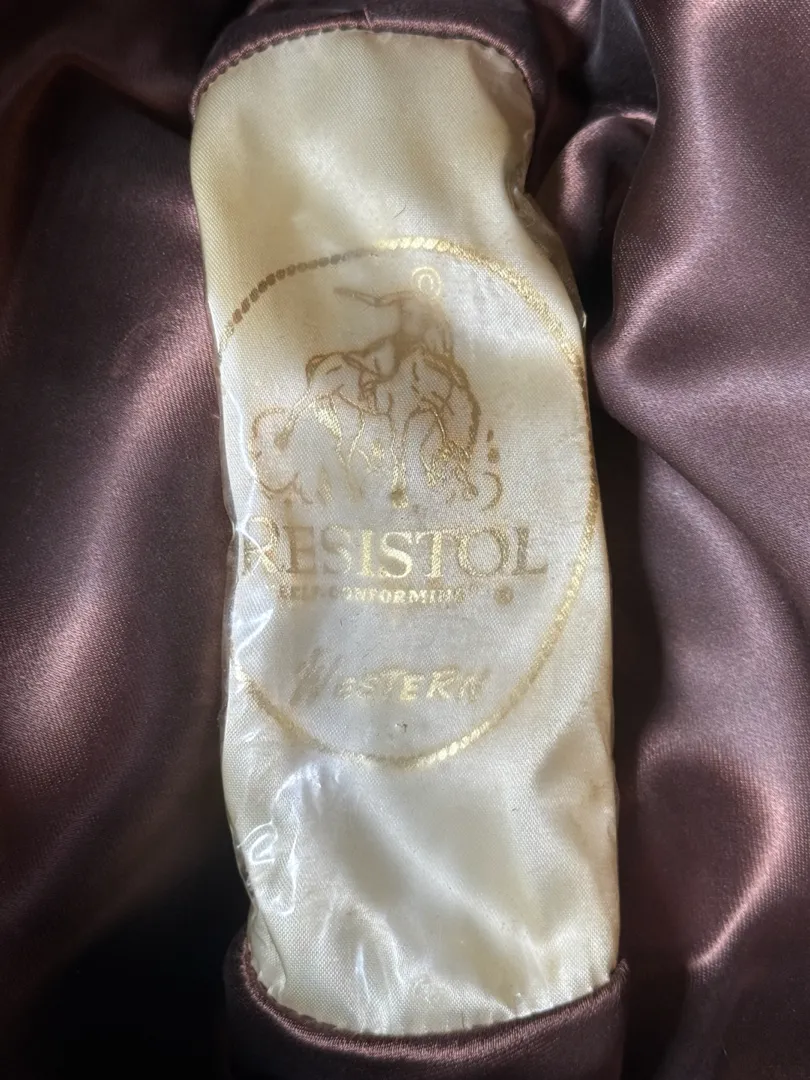 ©
RESISTOL
SELF-CONFORMING ©
WESTERN